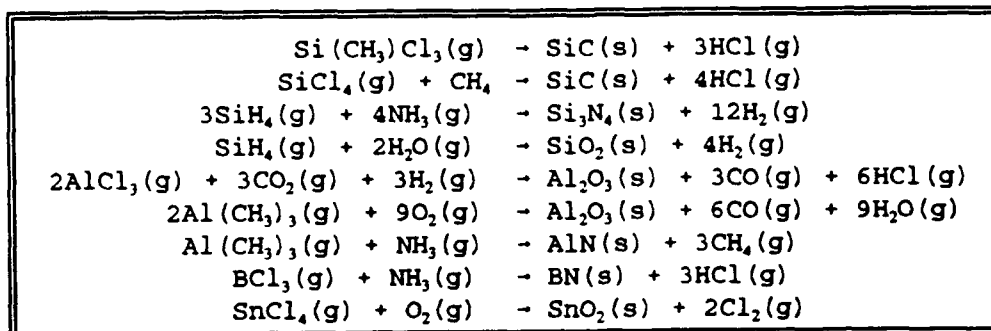 Si(CH₃)Cl₃(g) → SiC(s) + 3HCl(g)
SiCl₄(g) + CH₄ → SiC(s) + 4HCl(g)
3SiH₄(g) + 4NH₃(g) → Si₃N₄(s) + 12H₂(g)
SiH₄(g) + 2H₂O(g) → SiO₂(s) + 4H₂(g)
2AlCl₃(g) + 3CO₂(g) + 3H₂(g) → Al₂O₃(s) + 3CO(g) + 6HCl(g)
2Al(CH₃)₃(g) + 9O₂(g) → Al₂O₃(s) + 6CO(g) + 9H₂O(g)
Al(CH₃)₃(g) + NH₃(g) → AlN(s) + 3CH₄(g)
BCl₃(g) + NH₃(g) → BN(s) + 3HCl(g)
SnCl₄(g) + O₂(g) → SnO₂(s) + 2Cl₂(g)